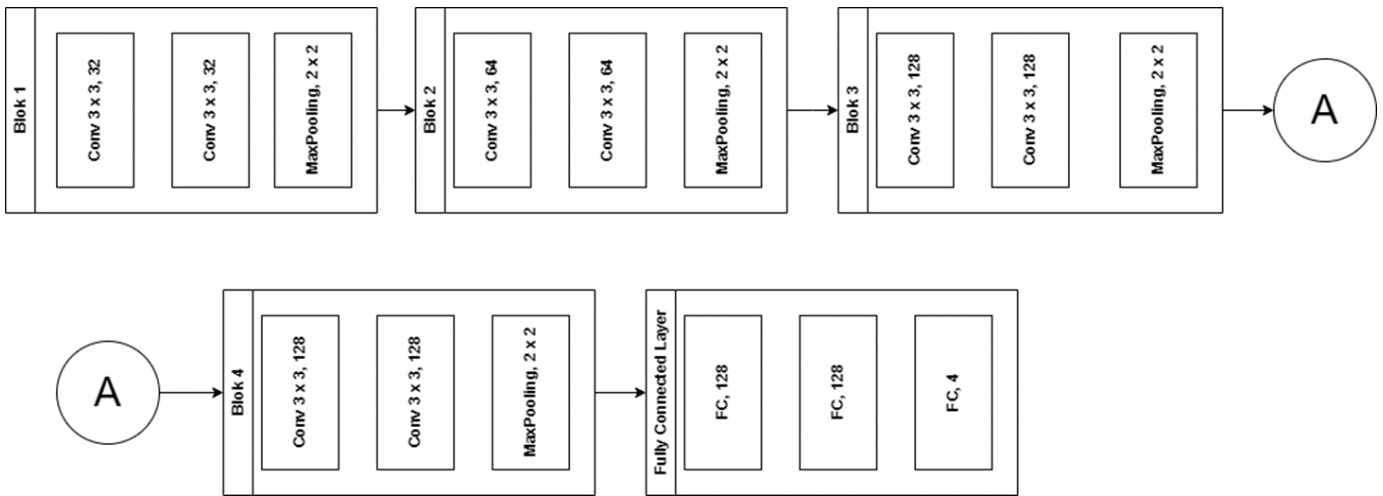 Blok 1
Conv 3 x 3, 32
Conv 3 x 3, 32
MaxPooling, 2 x 2
Blok 2
Conv 3 x 3, 64
Conv 3 x 3, 64
MaxPooling, 2 x 2
Blok 3
Conv 3 x 3, 128
Conv 3 x 3, 128
MaxPooling, 2 x 2
A
A
Blok 4
Conv 3 x 3, 128
Conv 3 x 3, 128
MaxPooling, 2 x 2
Fully Connected Layer
FC, 128
FC, 128
FC, 4